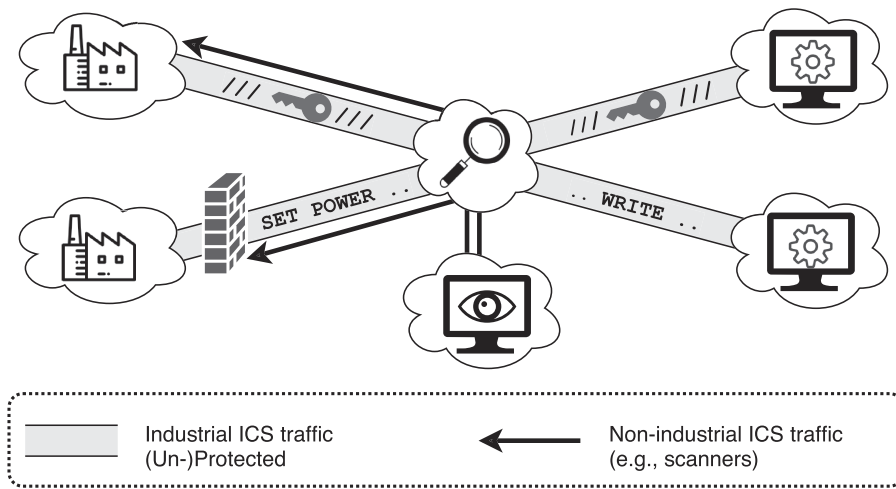 SET POWER ..
.. WRITE ..
Industrial ICS traffic
(Un-)Protected
Non-industrial ICS traffic
(e.g., scanners)